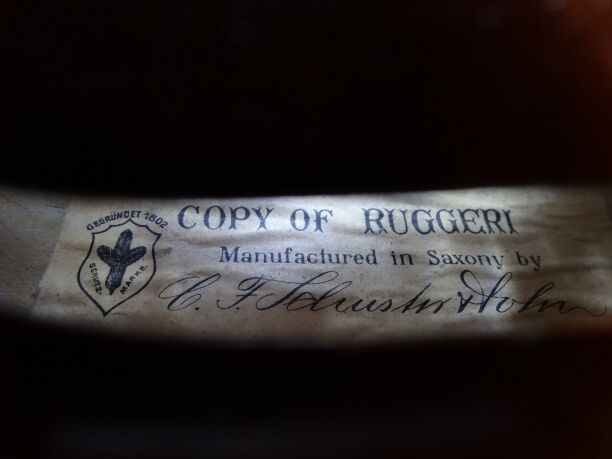 GEGRÜNDET 1802
SCHUTZ-MARKE.
COPY OF RUGGERI
Manufactured in Saxony by
C. F. Schuster & Sohn